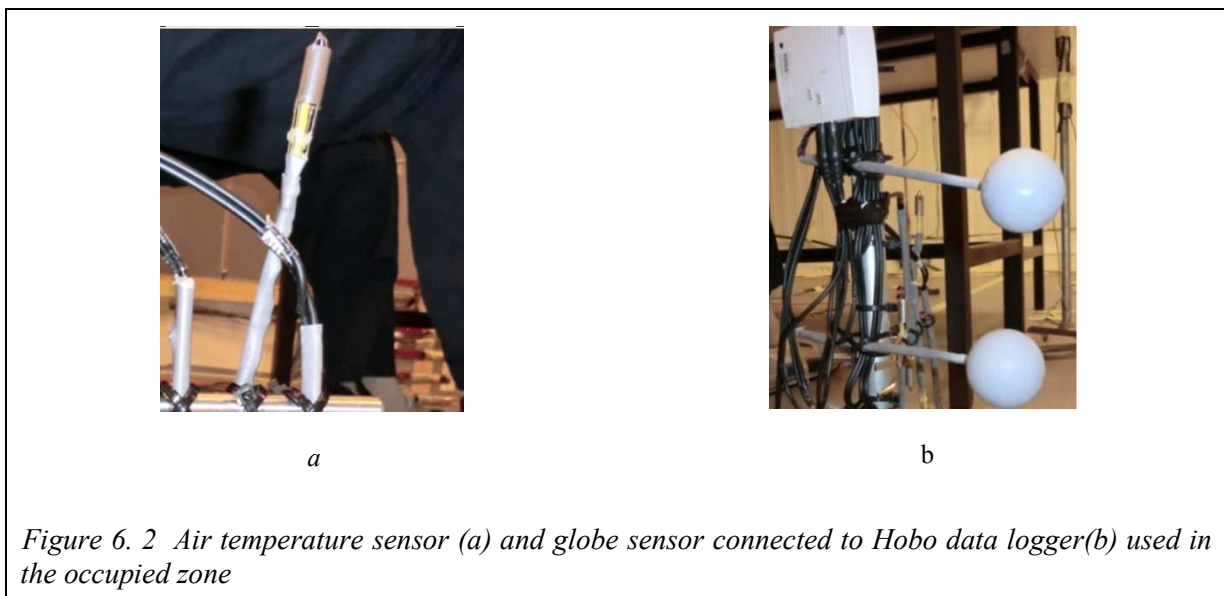 a
b
Figure 6. 2 Air temperature sensor (a) and globe sensor connected to Hobo data logger(b) used in
the occupied zone